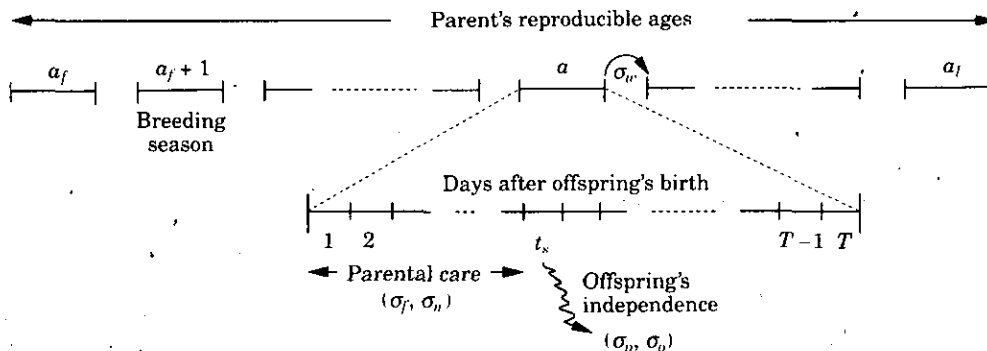 Parent's reproducible ages
a_f a_f + 1 a σ_w a_l
Breeding
season
Days after offspring's birth
1 2 t_s T − 1 T
Parental care
(σ_f, σ_n)
Offspring's
independence
(σ_p, σ_o)